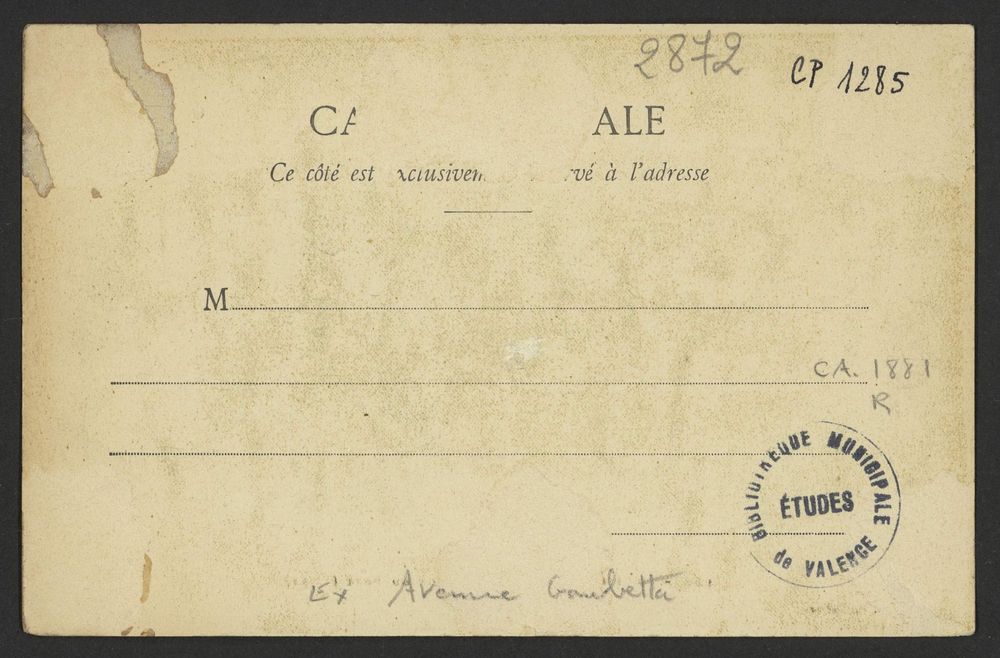 2872
CP 1285
CA ALE
Ce côté est xclusivem vé à l'adresse
M
CA. 1881
R
BIBLIOTHEQUE MUNICIPALE
ÉTUDES
de VALENCE
Ex Avenue Gambetta